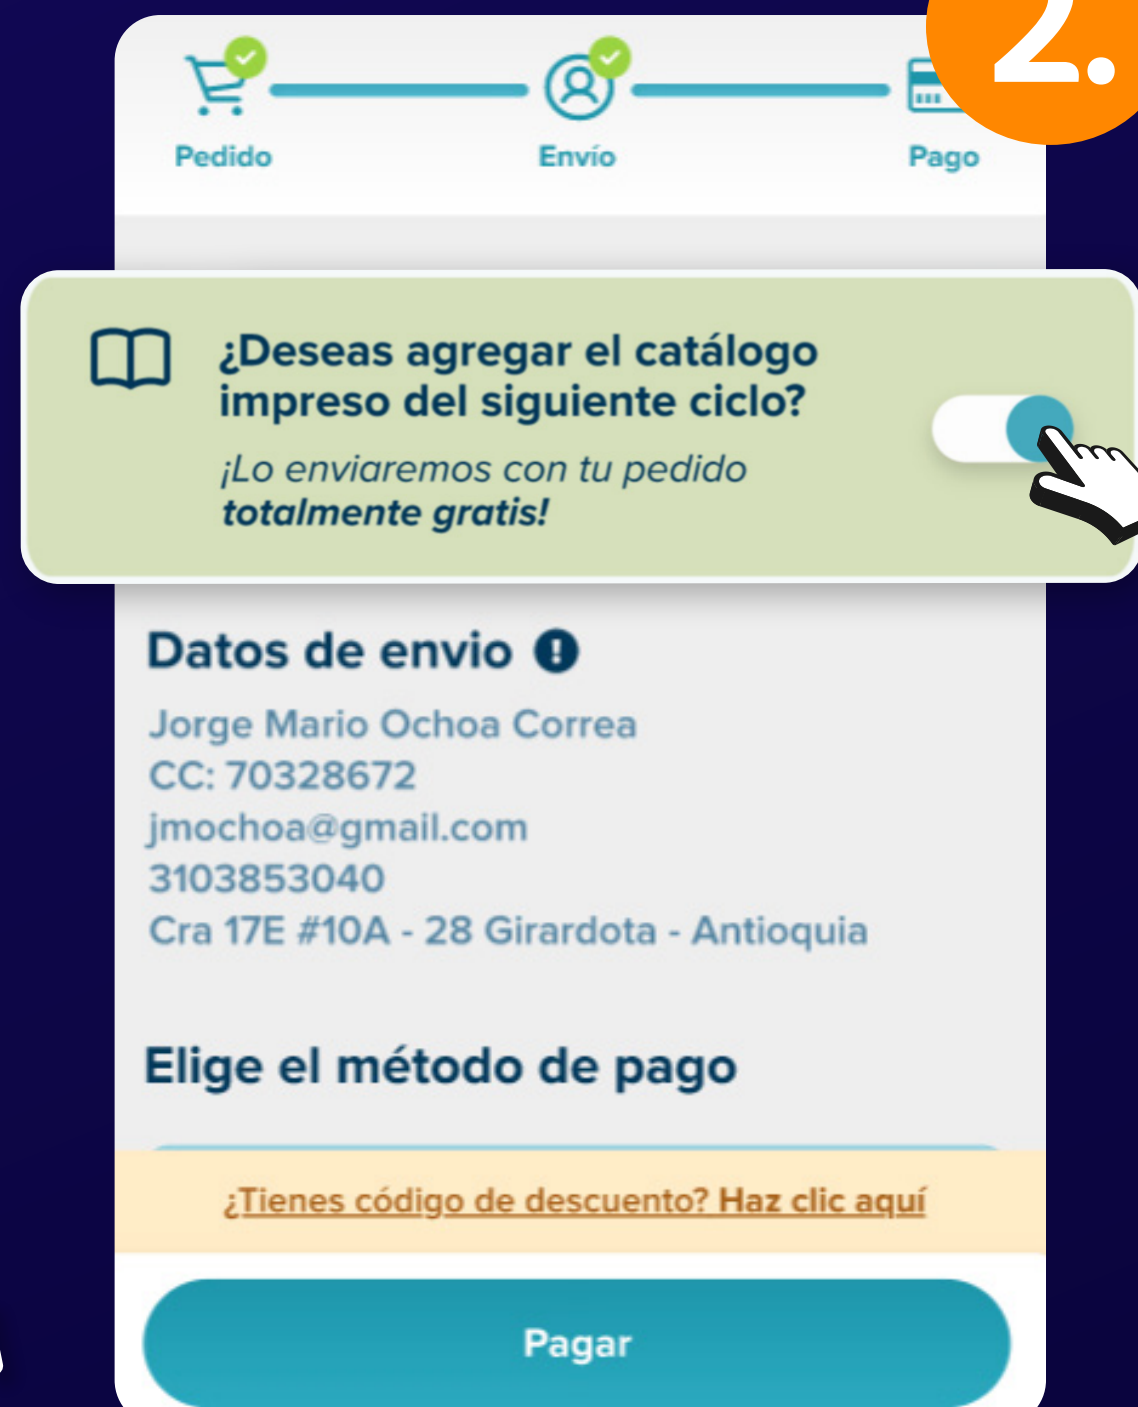 2.
Pedido
Envío
Pago
¿Deseas agregar el catálogo
impreso del siguiente ciclo?
¡Lo enviaremos con tu pedido
totalmente gratis!
Datos de envio
Jorge Mario Ochoa Correa
CC: 70328672
jmochoa@gmail.com
3103853040
Cra 17E #10A - 28 Girardota - Antioquia
Elige el método de pago
¿Tienes código de descuento? Haz clic aquí
Pagar